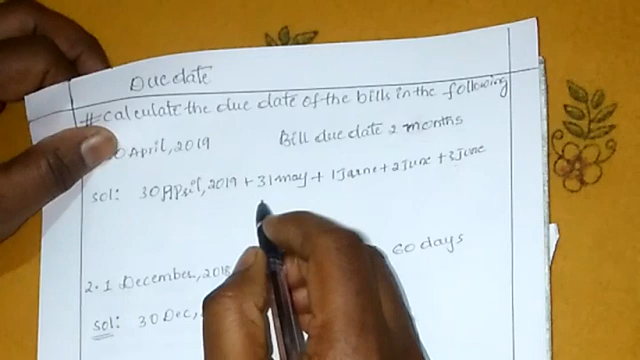 Due date
# calculate the due date of the bills in the following
April, 2019 Bill due date 2 months
sol: 30 April, 2019 + 31 may + 1 June + 2 June + 3 June
2. 1 December, 2018 60 days
sol: 30 Dec,